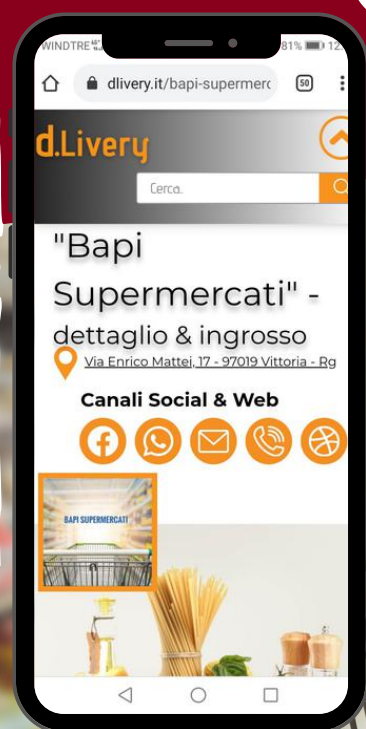 WINDTRE 81% 12:
dlivery.it/bapi-supermerc 50
d.Livery
Cerca.
"Bapi
Supermercati" -
dettaglio & ingrosso
Via Enrico Mattei, 17 - 97019 Vittoria - Rg
Canali Social & Web
BAPI SUPERMERCATI